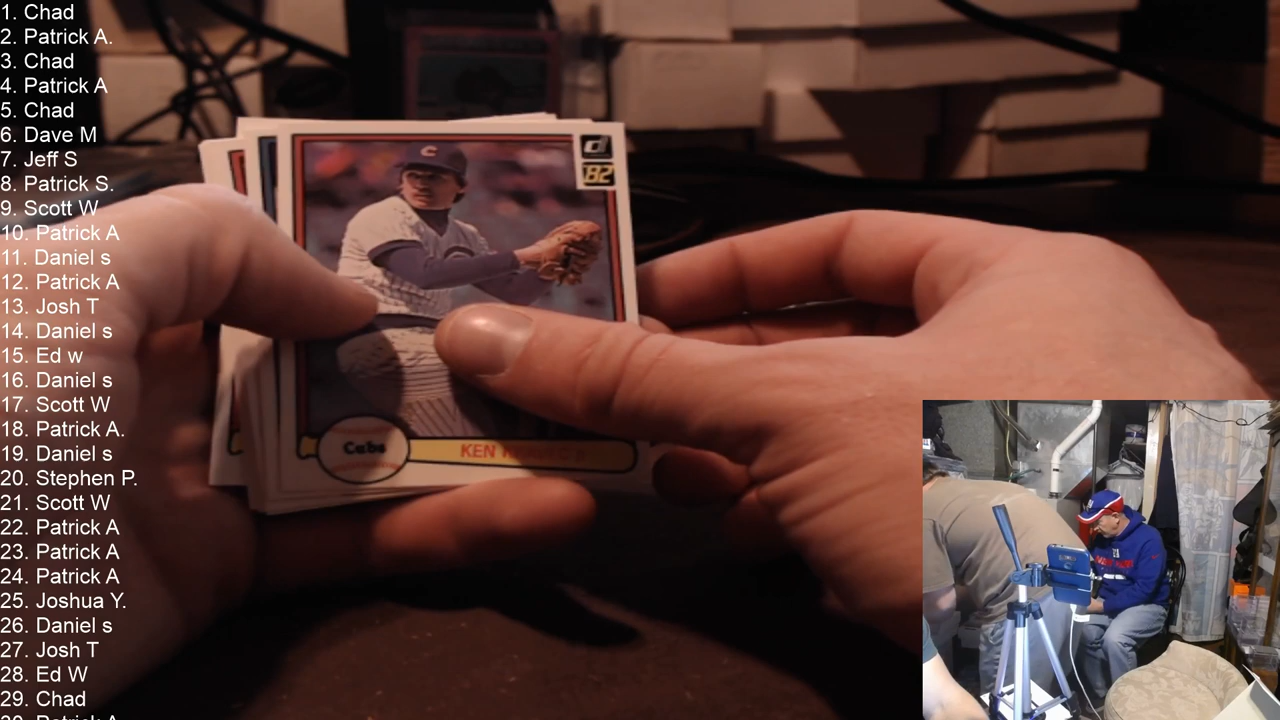 1. Chad
2. Patrick A.
3. Chad
4. Patrick A
5. Chad
6. Dave M
7. Jeff S
8. Patrick S.
9. Scott W
10. Patrick A
11. Daniel s
12. Patrick A
13. Josh T
14. Daniel s
15. Ed w
16. Daniel s
17. Scott W
18. Patrick A.
19. Daniel s
20. Stephen P.
21. Scott W
22. Patrick A
23. Patrick A
24. Patrick A
25. Joshua Y.
26. Daniel s
27. Josh T
28. Ed W
29. Chad
30. Patrick A
d
'82
C
Cubs
KEN